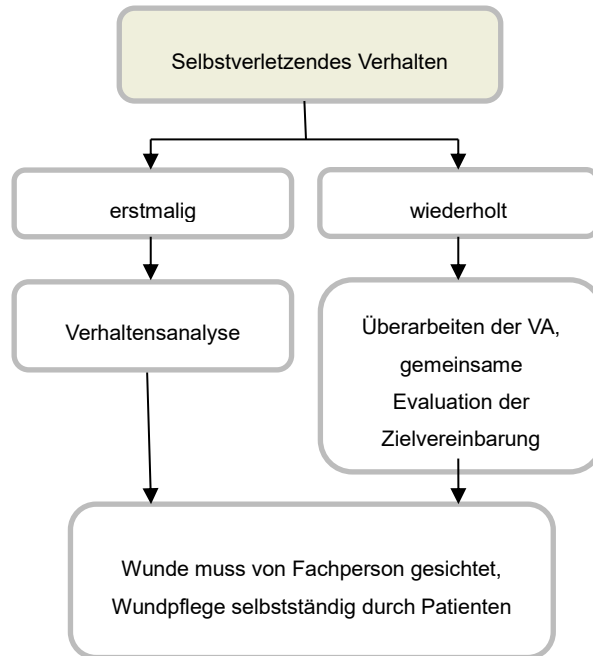 Selbstverletzendes Verhalten
erstmalig
wiederholt
Verhaltensanalyse
Überarbeiten der VA,
gemeinsame
Evaluation der
Zielvereinbarung
Wunde muss von Fachperson gesichtet,
Wundpflege selbstständig durch Patienten